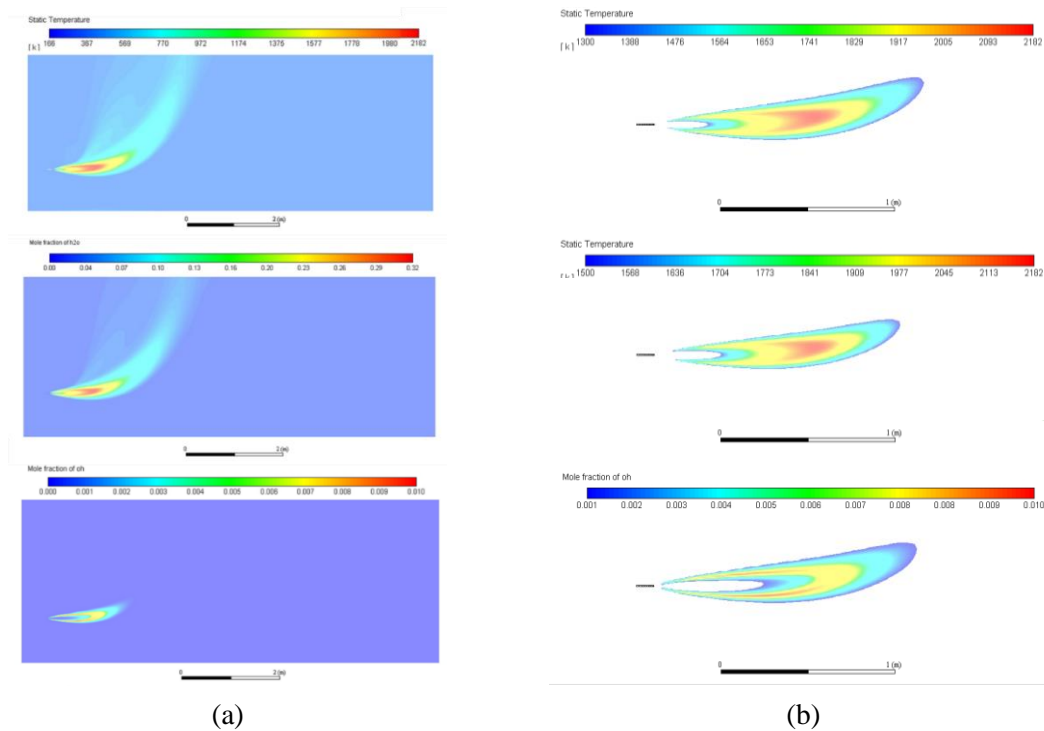 Static Temperature
[k] 166 367 569 770 972 1174 1375 1577 1778 1980 2182
0 2 (m)
Mole fraction of h2o
0.00 0.04 0.07 0.10 0.13 0.16 0.20 0.23 0.26 0.29 0.32
0 2 (m)
Mole fraction of oh
0.000 0.001 0.002 0.003 0.004 0.005 0.006 0.007 0.008 0.009 0.010
0 2 (m)
(a)
Static Temperature
[k] 1300 1388 1476 1564 1653 1741 1829 1917 2005 2093 2182
0 1 (m)
Static Temperature
1500 1568 1636 1704 1773 1841 1909 1977 2045 2113 2182
0 1 (m)
Mole fraction of oh
0.001 0.002 0.003 0.004 0.005 0.006 0.006 0.007 0.008 0.009 0.010
0 1 (m)
(b)